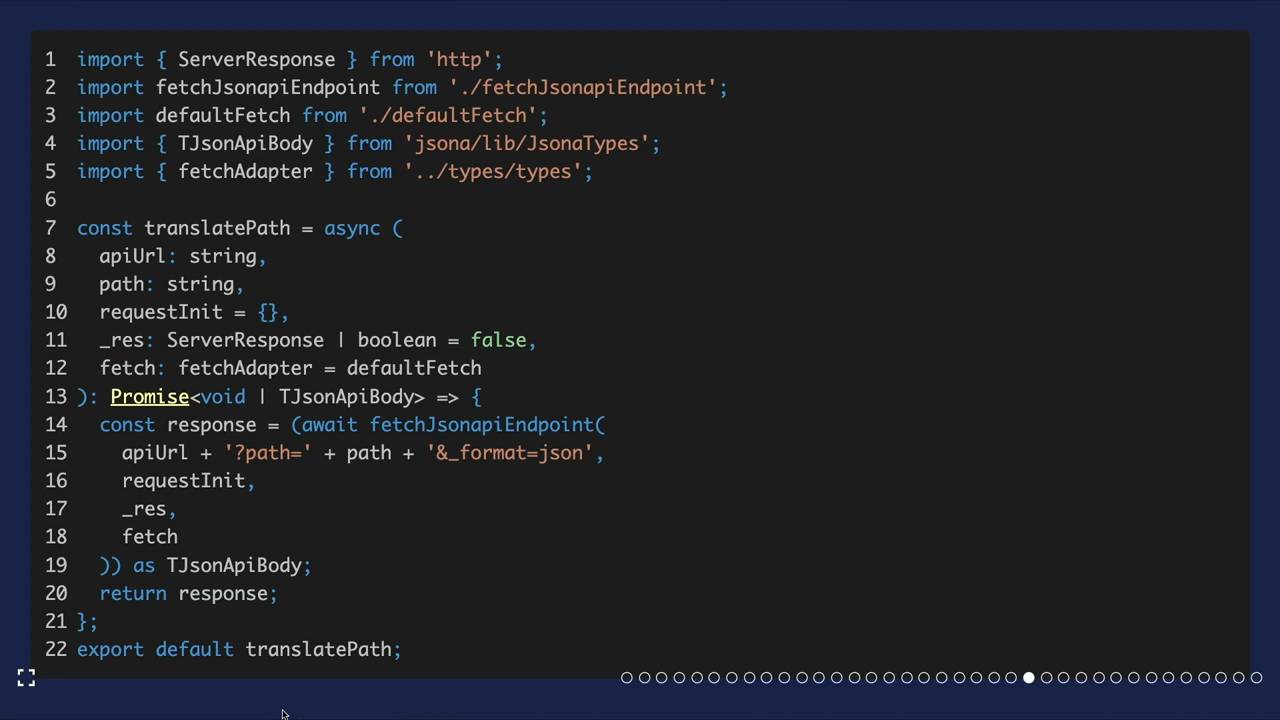 1 import { ServerResponse } from 'http';
2 import fetchJsonapiEndpoint from './fetchJsonapiEndpoint';
3 import defaultFetch from './defaultFetch';
4 import { TJsonApiBody } from 'jsona/lib/JsonaTypes';
5 import { fetchAdapter } from '../types/types';
6
7 const translatePath = async (
8   apiUrl: string,
9   path: string,
10   requestInit = {},
11   _res: ServerResponse | boolean = false,
12   fetch: fetchAdapter = defaultFetch
13 ): Promise<void | TJsonApiBody> => {
14   const response = (await fetchJsonapiEndpoint(
15     apiUrl + '?path=' + path + '&_format=json',
16     requestInit,
17     _res,
18     fetch
19   )) as TJsonApiBody;
20   return response;
21 };
22 export default translatePath;